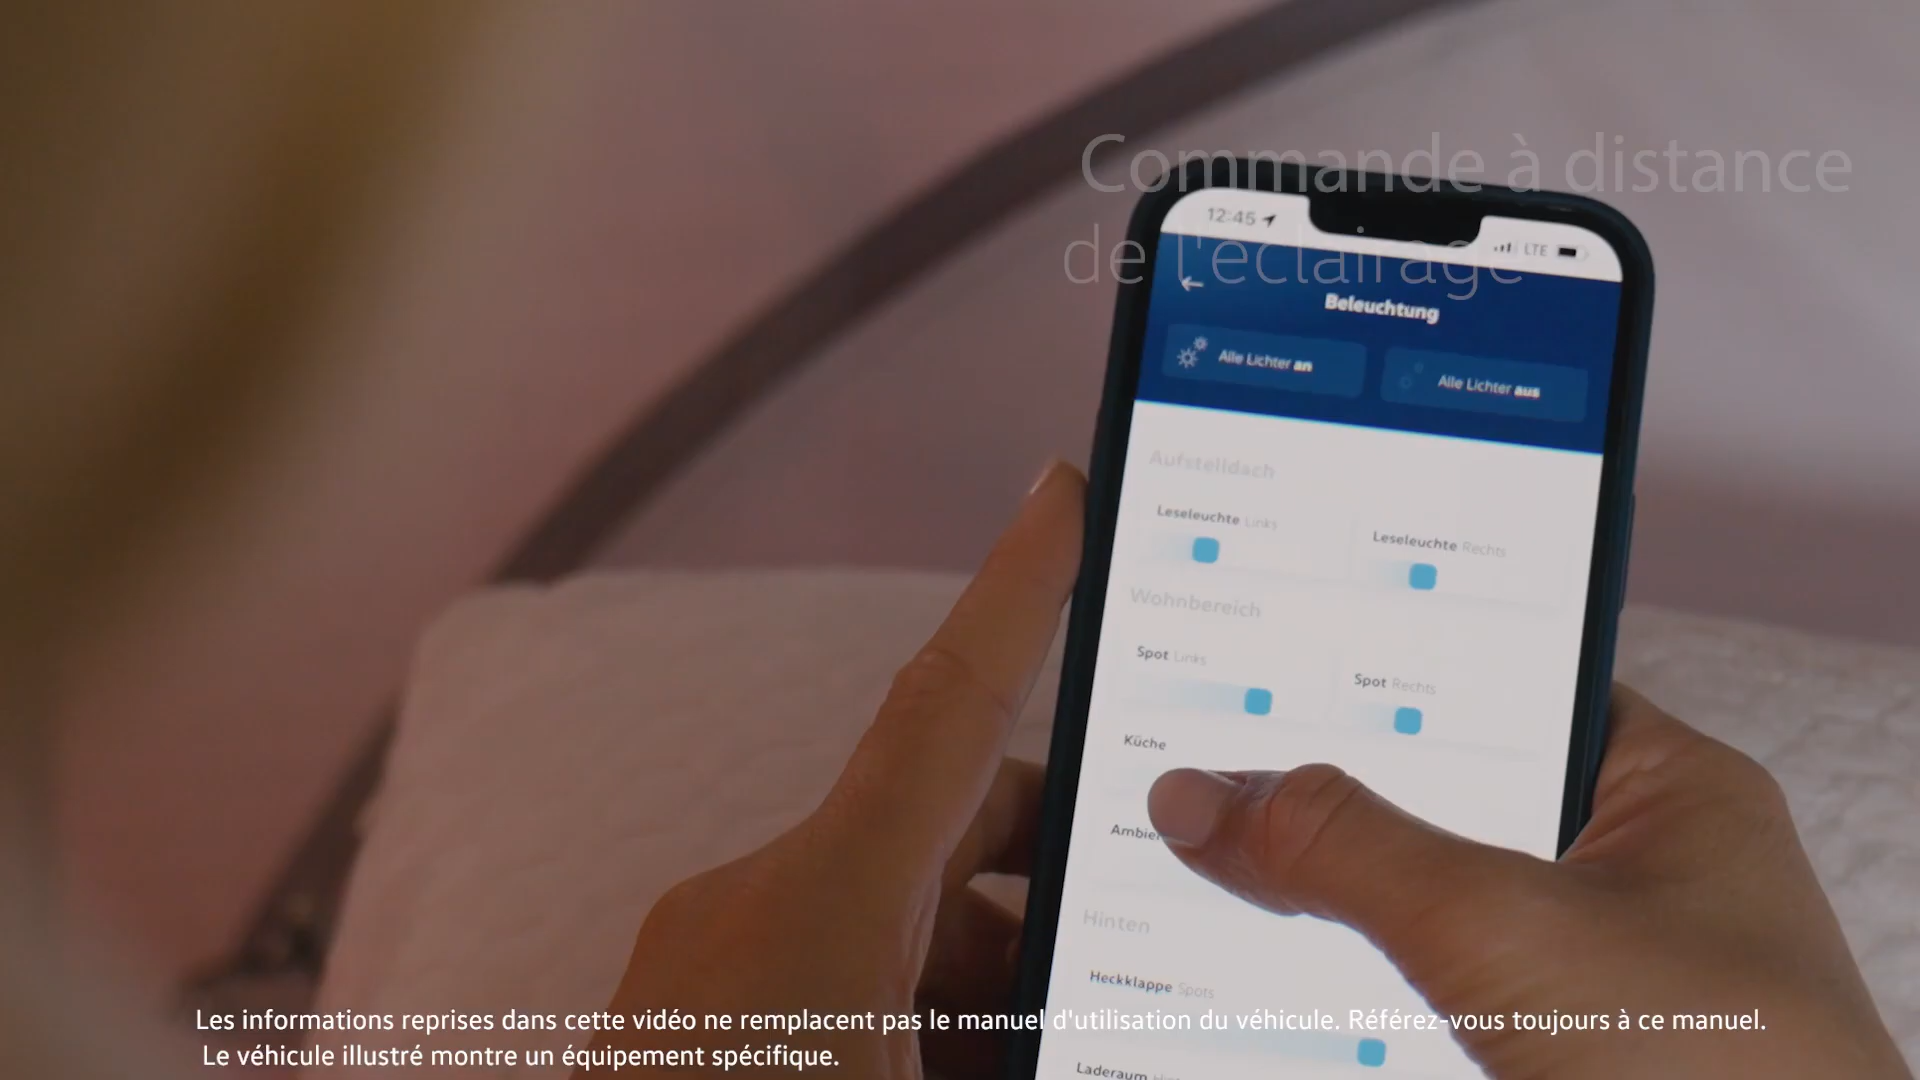 Commande à distance
de l'éclairage
12:45
LTE
Beleuchtung
Alle Lichter an
Alle Lichter aus
Aufstelldach
Leseleuchte Links
Leseleuchte Rechts
Wohnbereich
Spot Links
Spot Rechts
Küche
Hinten
Heckklappe Spots
Les informations reprises dans cette vidéo ne remplacent pas le manuel d'utilisation du véhicule. Référez-vous toujours à ce manuel.
Le véhicule illustré montre un équipement spécifique.
Laderaum